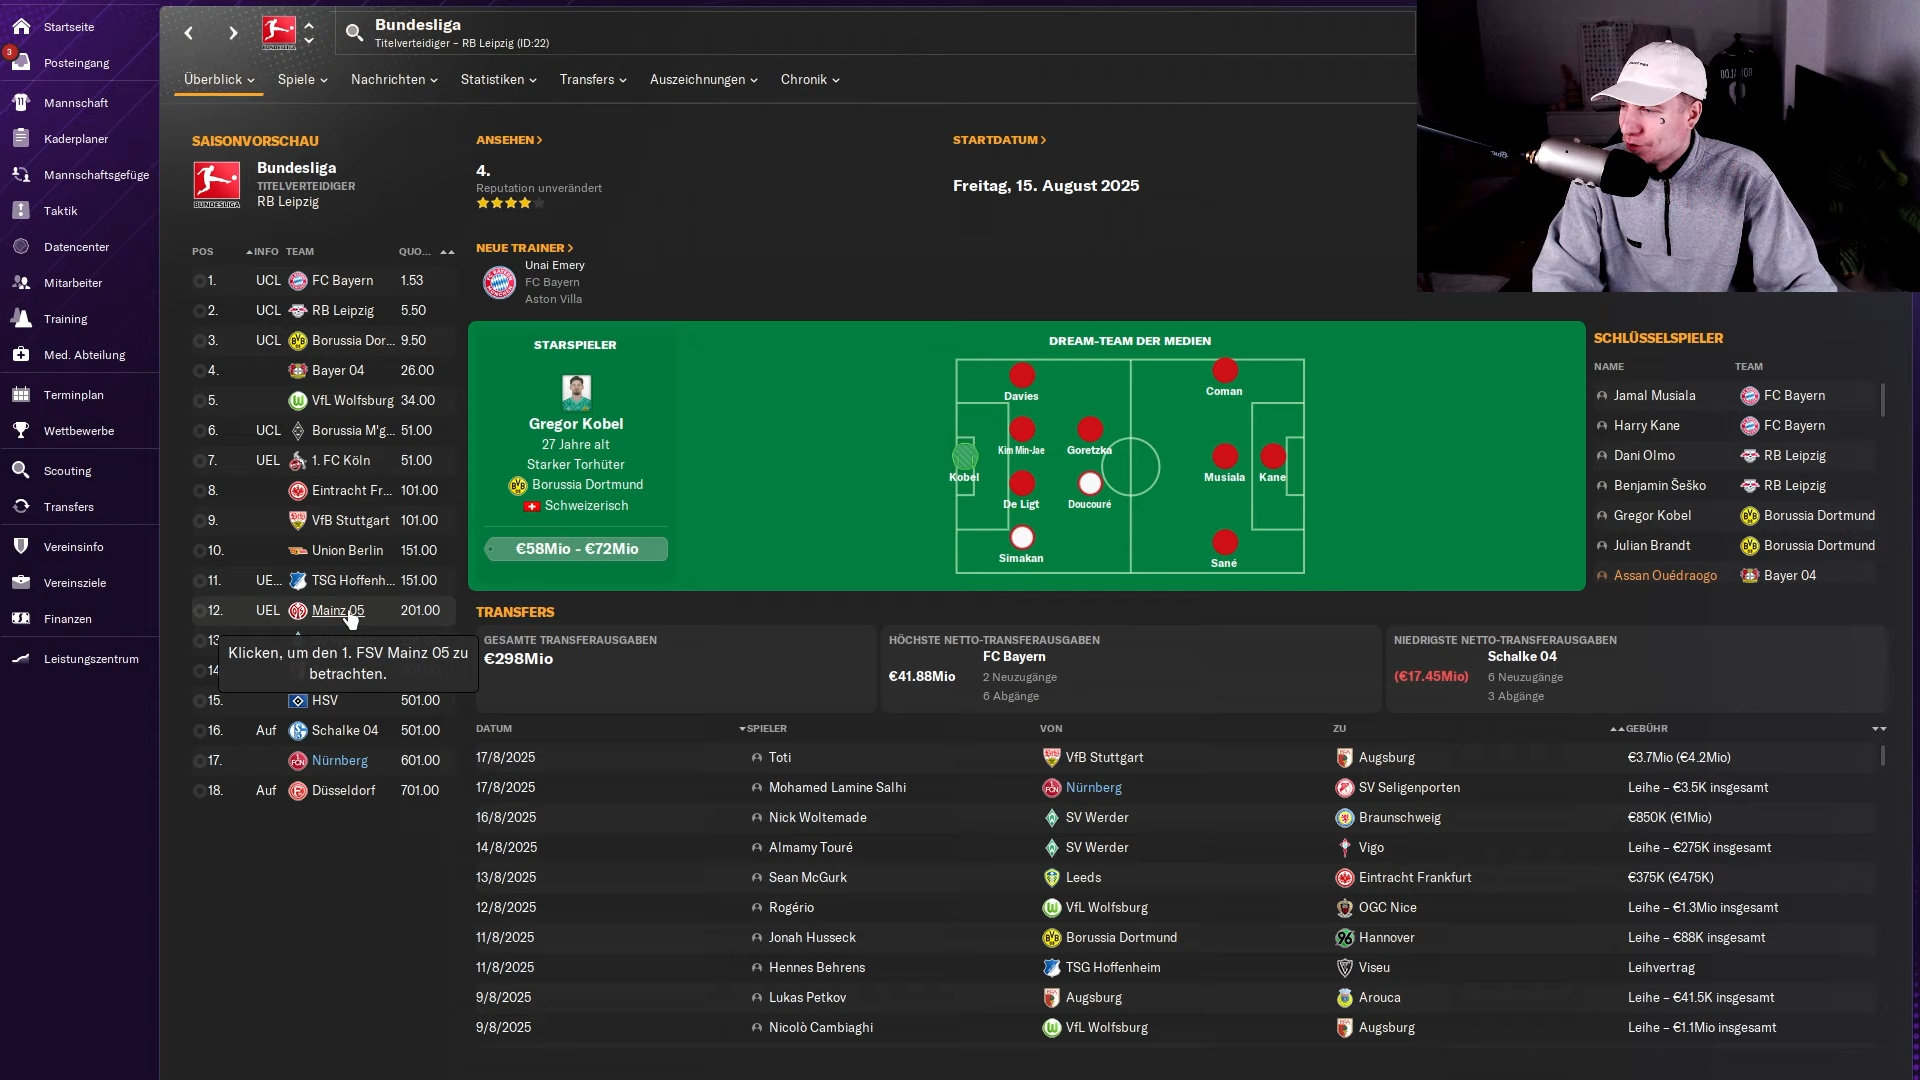 Startseite
3
Posteingang
Mannschaft
Kaderplaner
Mannschaftsgefüge
Taktik
Datencenter
Mitarbeiter
Training
Med. Abteilung
Terminplan
Wettbewerbe
Scouting
Transfers
Vereinsinfo
Vereinsziele
Finanzen
Leistungszentrum
Bundesliga
Titelverteidiger – RB Leipzig (ID:22)
Überblick Spiele Nachrichten Statistiken Transfers Auszeichnungen Chronik
SAISONVORSCHAU
BUNDESLIGA
Bundesliga
TITELVERTEIDIGER
RB Leipzig
ANSEHEN >
4.
Reputation unverändert
STARTDATUM >
Freitag, 15. August 2025
NEUE TRAINER >
Unai Emery
FC Bayern
Aston Villa
POS INFO TEAM QUO...
1. UCL FC Bayern 1.53
2. UCL RB Leipzig 5.50
3. UCL Borussia Dor... 9.50
4. Bayer 04 26.00
5. VfL Wolfsburg 34.00
6. UCL Borussia M'g... 51.00
7. UEL 1. FC Köln 51.00
8. Eintracht Fr... 101.00
9. VfB Stuttgart 101.00
10. Union Berlin 151.00
11. UE... TSG Hoffenh... 151.00
12. UEL Mainz 05 201.00
13
14
Klicken, um den 1. FSV Mainz 05 zu
betrachten.
15. HSV 501.00
16. Auf Schalke 04 501.00
17. Nürnberg 601.00
18. Auf Düsseldorf 701.00
STARSPIELER
Gregor Kobel
27 Jahre alt
Starker Torhüter
Borussia Dortmund
Schweizerisch
€58Mio - €72Mio
DREAM-TEAM DER MEDIEN
Davies
Coman
Kim Min-Jae
Goretzka
Kobel
Musiala
Kane
De Ligt
Doucouré
Simakan
Sané
SCHLÜSSELSPIELER
NAME TEAM
Jamal Musiala FC Bayern
Harry Kane FC Bayern
Dani Olmo RB Leipzig
Benjamin Šeško RB Leipzig
Gregor Kobel Borussia Dortmund
Julian Brandt Borussia Dortmund
Assan Ouédraogo Bayer 04
TRANSFERS
GESAMTE TRANSFERAUSGABEN
€298Mio
HÖCHSTE NETTO-TRANSFERAUSGABEN
FC Bayern
€41.88Mio
2 Neuzugänge
6 Abgänge
NIEDRIGSTE NETTO-TRANSFERAUSGABEN
Schalke 04
(€17.45Mio)
6 Neuzugänge
3 Abgänge
DATUM SPIELER VON ZU GEBÜHR
17/8/2025 Toti VfB Stuttgart Augsburg €3.7Mio (€4.2Mio)
17/8/2025 Mohamed Lamine Salhi Nürnberg SV Seligenporten Leihe – €3.5K insgesamt
16/8/2025 Nick Woltemade SV Werder Braunschweig €850K (€1Mio)
14/8/2025 Almamy Touré SV Werder Vigo Leihe – €275K insgesamt
13/8/2025 Sean McGurk Leeds Eintracht Frankfurt €375K (€475K)
12/8/2025 Rogério VfL Wolfsburg OGC Nice Leihe – €1.3Mio insgesamt
11/8/2025 Jonah Husseck Borussia Dortmund Hannover Leihe – €88K insgesamt
11/8/2025 Hennes Behrens TSG Hoffenheim Viseu Leihvertrag
9/8/2025 Lukas Petkov Augsburg Arouca Leihe – €41.5K insgesamt
9/8/2025 Nicolò Cambiaghi VfL Wolfsburg Augsburg Leihe – €1.1Mio insgesamt